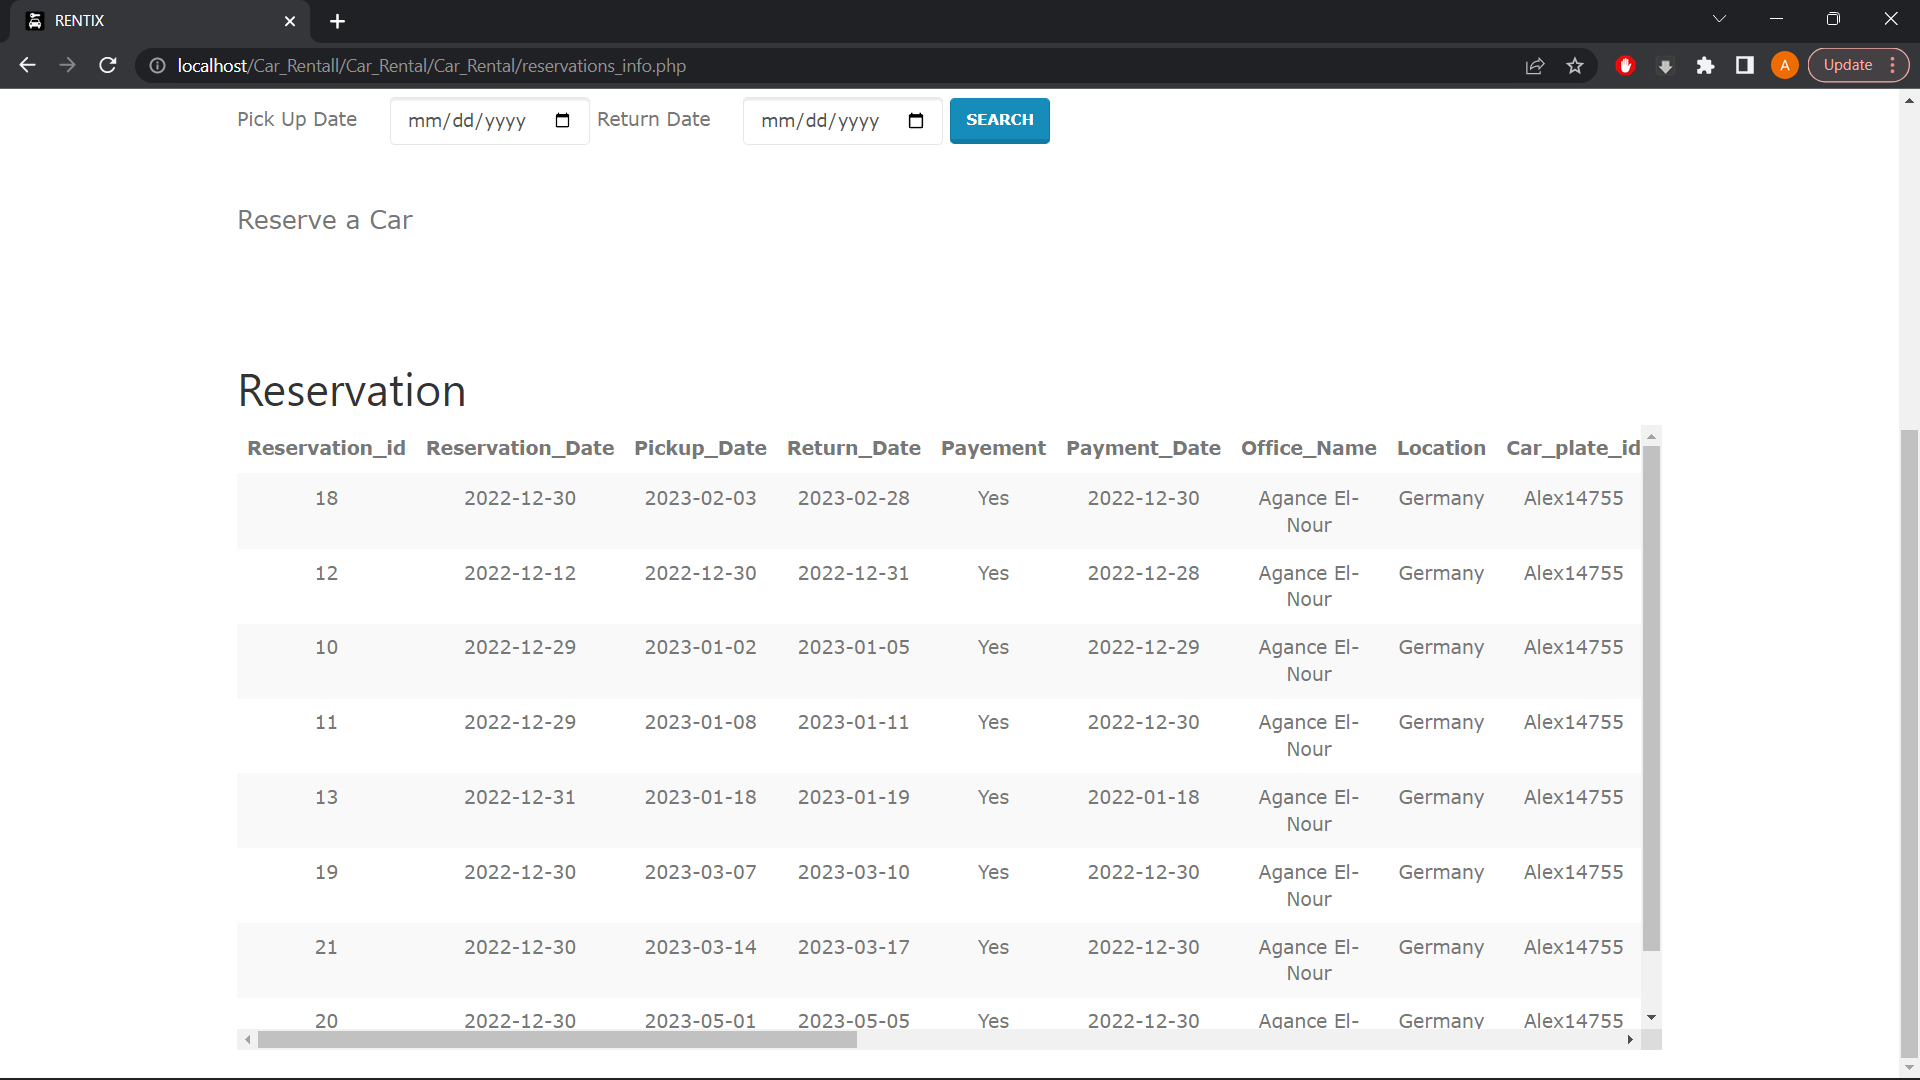 RENTIX
localhost/Car_Rentall/Car_Rental/Car_Rental/reservations_info.php
A
Update
Pick Up Date mm/dd/yyyy Return Date mm/dd/yyyy SEARCH
Reserve a Car
Reservation
Reservation_id Reservation_Date Pickup_Date Return_Date Payement Payment_Date Office_Name Location Car_plate_id
18 2022-12-30 2023-02-03 2023-02-28 Yes 2022-12-30 Agance El- Germany Alex14755
Nour
12 2022-12-12 2022-12-30 2022-12-31 Yes 2022-12-28 Agance El- Germany Alex14755
Nour
10 2022-12-29 2023-01-02 2023-01-05 Yes 2022-12-29 Agance El- Germany Alex14755
Nour
11 2022-12-29 2023-01-08 2023-01-11 Yes 2022-12-30 Agance El- Germany Alex14755
Nour
13 2022-12-31 2023-01-18 2023-01-19 Yes 2022-01-18 Agance El- Germany Alex14755
Nour
19 2022-12-30 2023-03-07 2023-03-10 Yes 2022-12-30 Agance El- Germany Alex14755
Nour
21 2022-12-30 2023-03-14 2023-03-17 Yes 2022-12-30 Agance El- Germany Alex14755
Nour
20 2022-12-30 2023-05-01 2023-05-05 Yes 2022-12-30 Agance El- Germany Alex14755